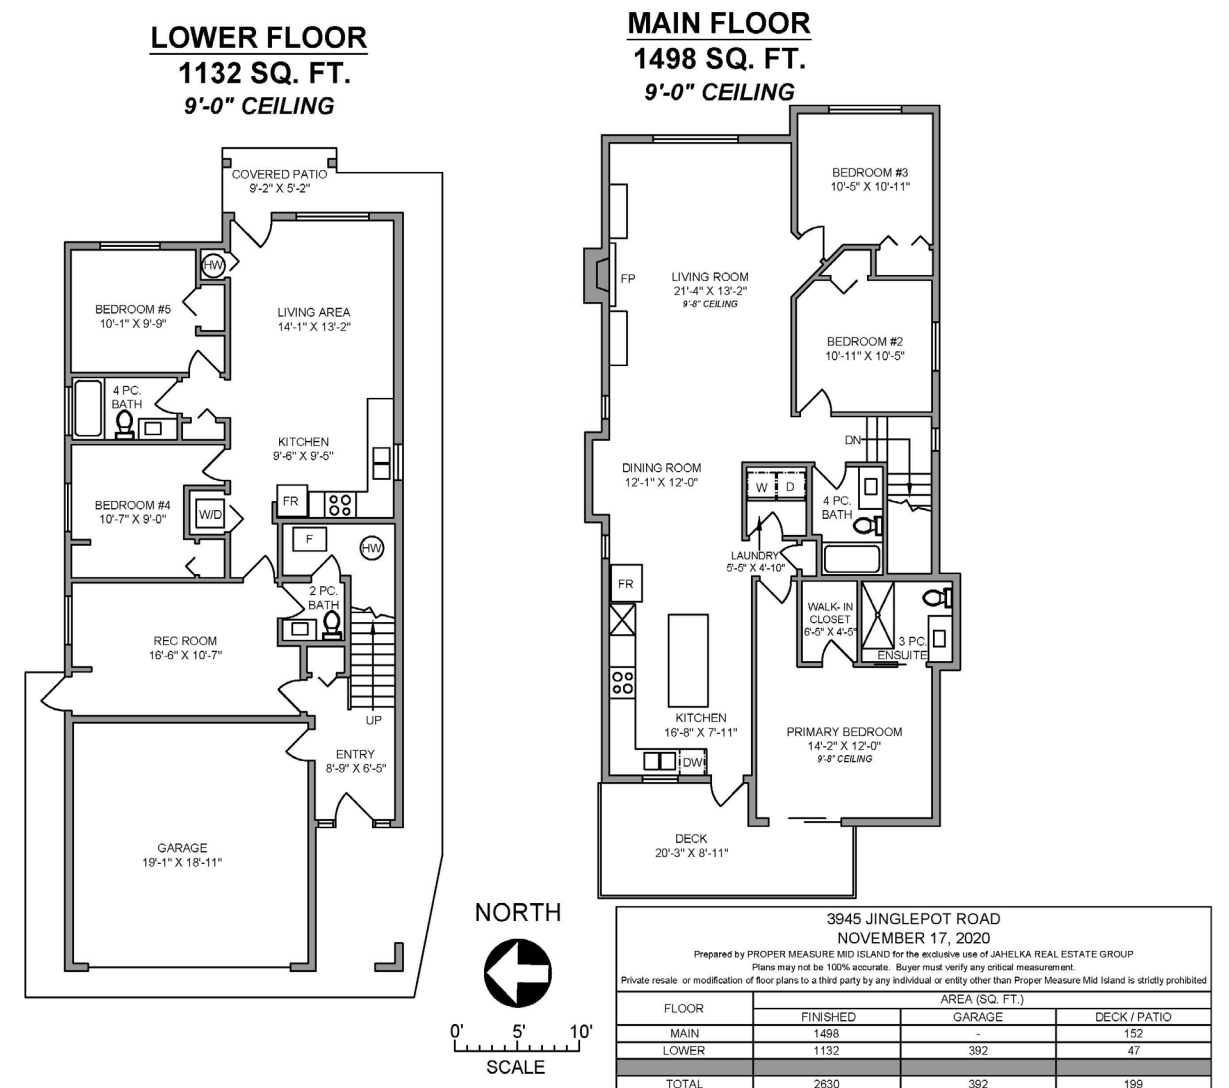 LOWER FLOOR
1132 SQ. FT.
9'-0" CEILING
COVERED PATIO
9'-2" X 5'-2"
HW
BEDROOM #5
10'-1" X 9'-9"
LIVING AREA
14'-1" X 13'-2"
4 PC.
BATH
KITCHEN
9'-6" X 9'-5"
FR
BEDROOM #4
10'-7" X 9'-0"
W/D
F
HW
2 PC.
BATH
REC ROOM
16'-6" X 10'-7"
UP
ENTRY
8'-9" X 6'-5"
GARAGE
19'-1" X 18'-11"
MAIN FLOOR
1498 SQ. FT.
9'-0" CEILING
BEDROOM #3
10'-5" X 10'-11"
FP
LIVING ROOM
21'-4" X 13'-2"
9'-8" CEILING
BEDROOM #2
10'-11" X 10'-5"
DN
DINING ROOM
12'-1" X 12'-0"
W
D
4 PC.
BATH
LAUNDRY
5'-5" X 4'-10"
FR
WALK- IN
CLOSET
6'-5" X 4'-5"
3 PC.
ENSUITE
KITCHEN
16'-8" X 7'-11"
DW
PRIMARY BEDROOM
14'-2" X 12'-0"
9'-8" CEILING
DECK
20'-3" X 8'-11"
NORTH
0' 5' 10'
SCALE
3945 JINGLEPOT ROAD
NOVEMBER 17, 2020
Prepared by PROPER MEASURE MID ISLAND for the exclusive use of JAHELKA REAL ESTATE GROUP
Plans may not be 100% accurate. Buyer must verify any critical measurement.
Private resale or modification of floor plans to a third party by any individual or entity other than Proper Measure Mid Island is strictly prohibited
FLOOR AREA (SQ. FT.)
FINISHED GARAGE DECK / PATIO
MAIN 1498 - 152
LOWER 1132 392 47
TOTAL 2630 392 199